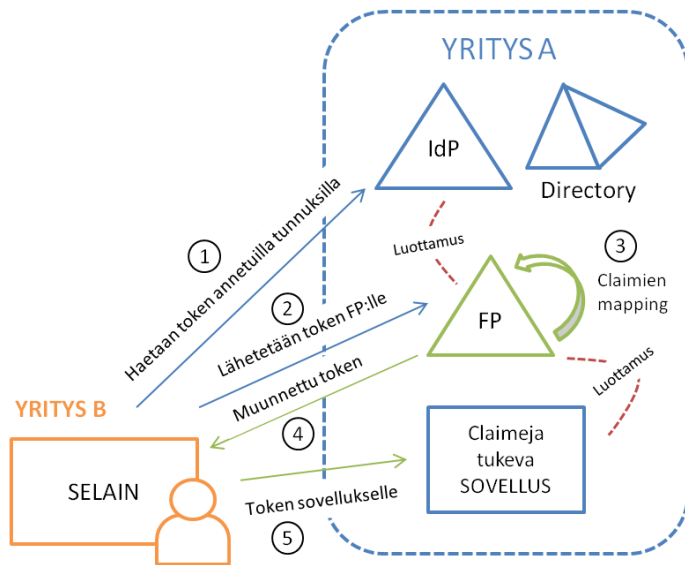 YRITYS A
IdP
Directory
Haetaan token annetuilla tunnuksilla
1
Luottamus
3
Claimien
mapping
2
Lähetetään token FP:lle
FP
Muunnettu token
Luottamus
YRITYS B
4
SELAIN
Claimeja
tukeva
SOVELLUS
Token sovellukselle
5